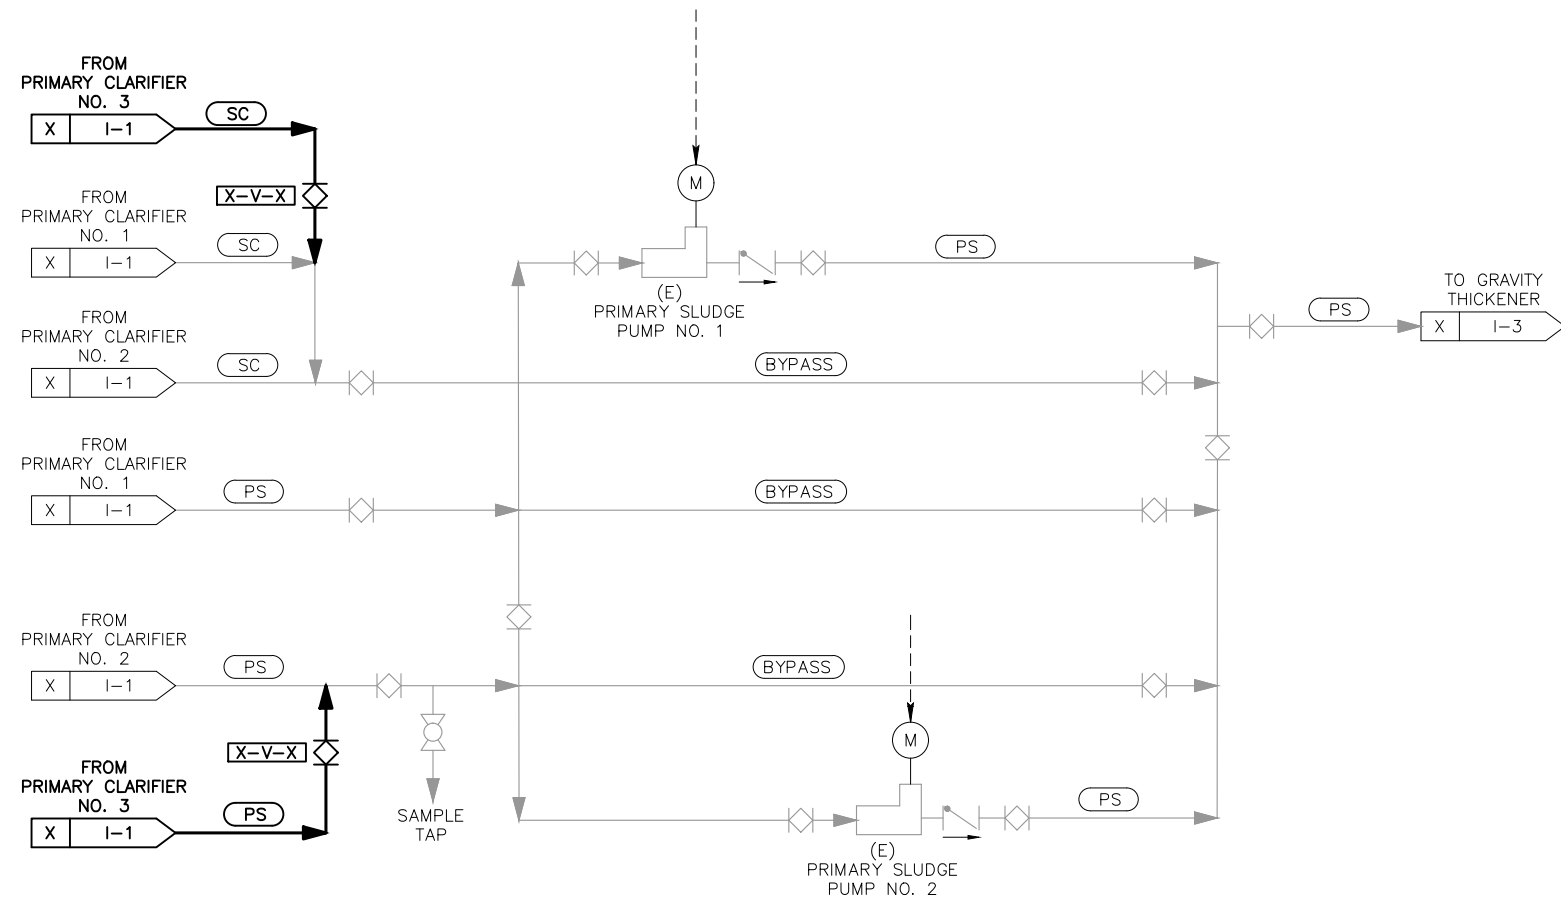 FROM
PRIMARY CLARIFIER
NO. 3
X I-1
SC
X-V-X
FROM
PRIMARY CLARIFIER
NO. 1
X I-1
SC
FROM
PRIMARY CLARIFIER
NO. 2
X I-1
SC
FROM
PRIMARY CLARIFIER
NO. 1
X I-1
PS
FROM
PRIMARY CLARIFIER
NO. 2
X I-1
PS
X-V-X
FROM
PRIMARY CLARIFIER
NO. 3
X I-1
PS
SAMPLE
TAP
M
(E)
PRIMARY SLUDGE
PUMP NO. 1
PS
BYPASS
BYPASS
BYPASS
M
(E)
PRIMARY SLUDGE
PUMP NO. 2
PS
PS
TO GRAVITY
THICKENER
X I-3